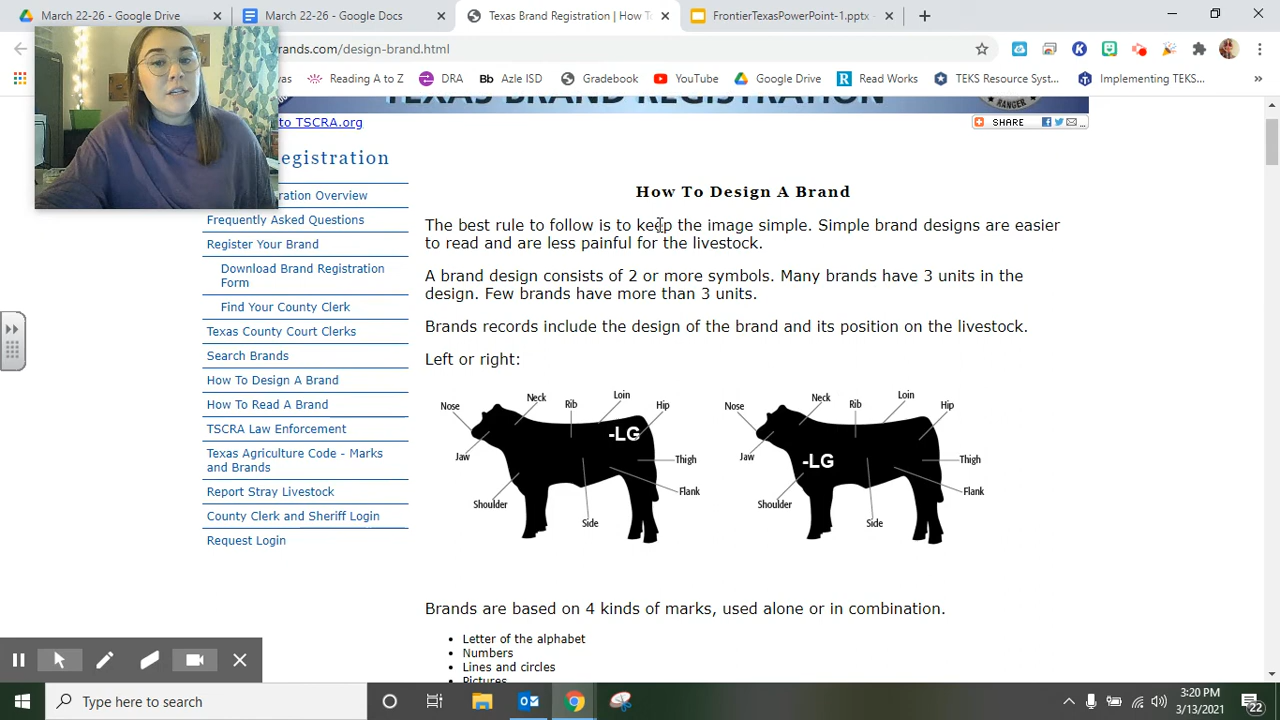 March 22-26 - Google Drive
March 22-26 - Google Docs
Texas Brand Registration | How To
FrontierTexasPowerPoint-1.pptx -
rands.com/design-brand.html
Reading A to Z
DRA
Bb Azle ISD
Gradebook
YouTube
Google Drive
Read Works
TEKS Resource Syst...
Implementing TEKS...
TEXAS BRAND REGISTRATION
RANGER
to TSCRA.org
SHARE
egistration
ration Overview
Frequently Asked Questions
Register Your Brand
Download Brand Registration
Form
Find Your County Clerk
Texas County Court Clerks
Search Brands
How To Design A Brand
How To Read A Brand
TSCRA Law Enforcement
Texas Agriculture Code - Marks
and Brands
Report Stray Livestock
County Clerk and Sheriff Login
Request Login
How To Design A Brand
The best rule to follow is to keep the image simple. Simple brand designs are easier
to read and are less painful for the livestock.
A brand design consists of 2 or more symbols. Many brands have 3 units in the
design. Few brands have more than 3 units.
Brands records include the design of the brand and its position on the livestock.
Left or right:
Nose
Neck
Rib
Loin
Hip
-LG
Jaw
Thigh
Shoulder
Flank
Side
Nose
Neck
Rib
Loin
Hip
-LG
Jaw
Thigh
Shoulder
Flank
Side
Brands are based on 4 kinds of marks, used alone or in combination.
• Letter of the alphabet
• Numbers
• Lines and circles
• Pictures
Type here to search
3:20 PM
3/13/2021
22